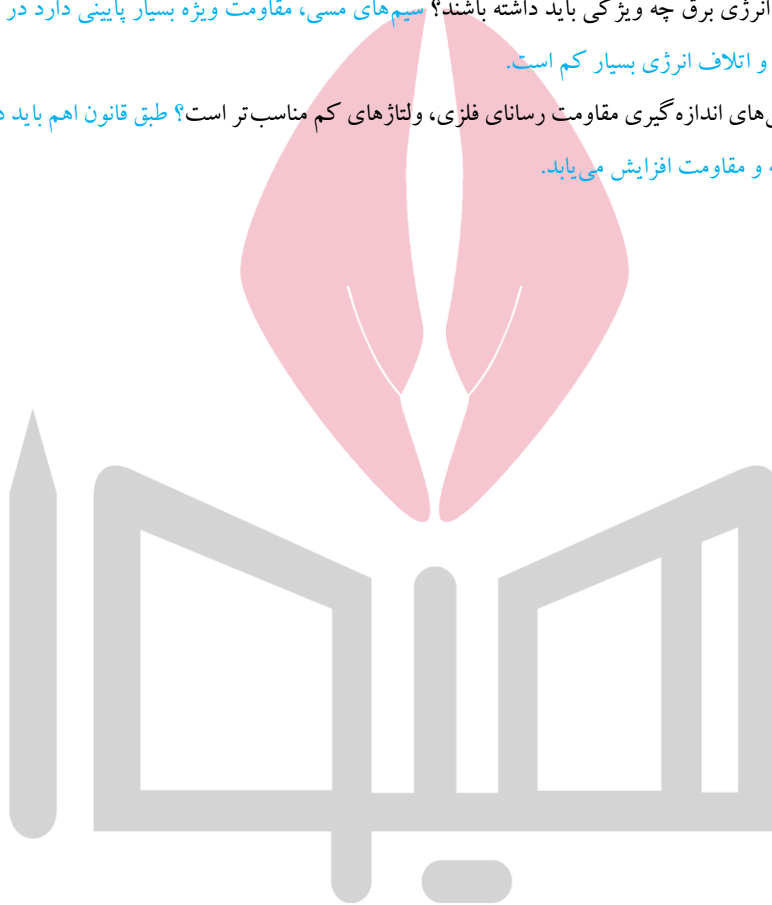 انرژی برق چه ویژگی باید داشته باشند؟ سیم‌های مسی، مقاومت ویژه بسیار پایینی دارد در
و اتلاف انرژی بسیار کم است.
های اندازه‌گیری مقاومت رسانای فلزی، ولتاژهای کم مناسب‌تر است؟ طبق قانون اهم باید
و مقاومت افزایش می‌یابد.